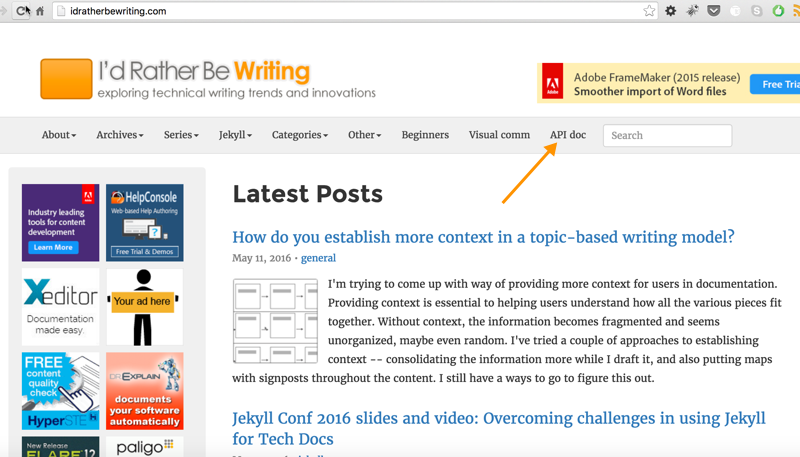 idratherbewriting.com
I'd Rather Be Writing
exploring technical writing trends and innovations
Adobe
Adobe FrameMaker (2015 release)
Smoother import of Word files
Free Tria
About
Archives
Series
Jekyll
Categories
Other
Beginners
Visual comm
API doc
Search
Adobe
Industry leading
tools for content
development
Learn More
HelpConsole
Web-based Help Authoring
Free Trial & Demos
Xeditor
Documentation
made easy.
Your ad here
FREE
content
quality
check
HyperSTE
DR.EXPLAIN
documents
your software
automatically
New Release
FLARE 12
paligo
Latest Posts
How do you establish more context in a topic-based writing model?
May 11, 2016 • general
I'm trying to come up with way of providing more context for users in documentation.
Providing context is essential to helping users understand how all the various pieces fit
together. Without context, the information becomes fragmented and seems
unorganized, maybe even random. I've tried a couple of approaches to establishing
context -- consolidating the information more while I draft it, and also putting maps
with signposts throughout the content. I still have a ways to go to figure this out.
Jekyll Conf 2016 slides and video: Overcoming challenges in using Jekyll
for Tech Docs